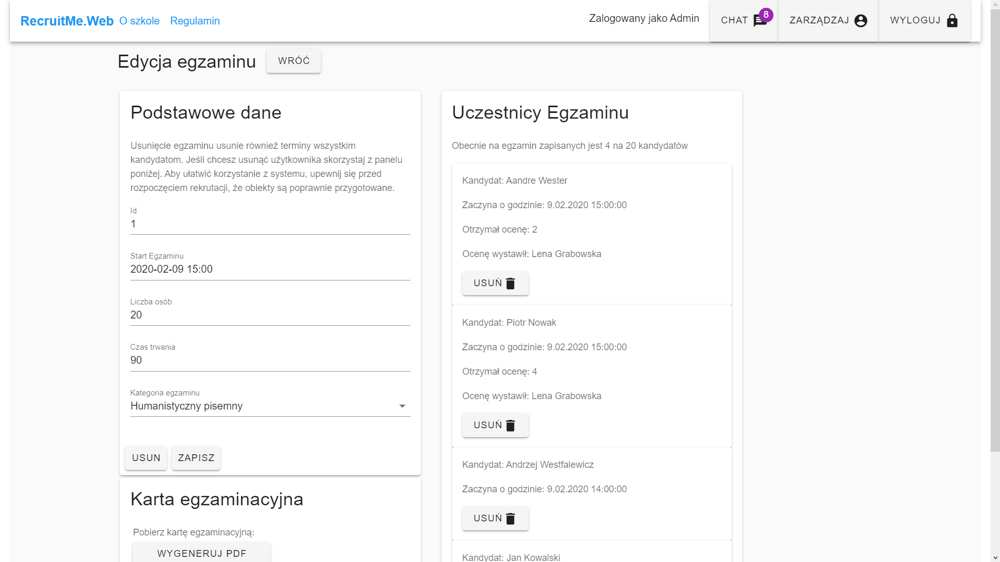 RecruitMe.Web O szkole Regulamin
Zalogowany jako Admin
CHAT 8
ZARZĄDZAJ
WYLOGUJ
Edycja egzaminu
WRÓĆ
Podstawowe dane
Usunięcie egzaminu usunie również terminy wszystkim
kandydatom. Jeśli chcesz usunąć użytkownika skorzystaj z panelu
poniżej. Aby ułatwić korzystanie z systemu, upewnij się przed
rozpoczęciem rekrutacji, że obiekty są poprawnie przygotowane.
Id
1
Start Egzaminu
2020-02-09 15:00
Liczba osób
20
Czas trwania
90
Kategoria egzaminu
Humanistyczny pisemny
USUN
ZAPISZ
Karta egzaminacyjna
Pobierz kartę egzaminacyjną:
WYGENERUJ PDF
Uczestnicy Egzaminu
Obecnie na egzamin zapisanych jest 4 na 20 kandydatów
Kandydat: Aandre Wester
Zaczyna o godzinie: 9.02.2020 15:00:00
Otrzymał ocenę: 2
Ocenę wystawił: Lena Grabowska
USUŃ
Kandydat: Piotr Nowak
Zaczyna o godzinie: 9.02.2020 15:00:00
Otrzymał ocenę: 4
Ocenę wystawił: Lena Grabowska
USUŃ
Kandydat: Andrzej Westfalewicz
Zaczyna o godzinie: 9.02.2020 14:00:00
USUŃ
Kandydat: Jan Kowalski